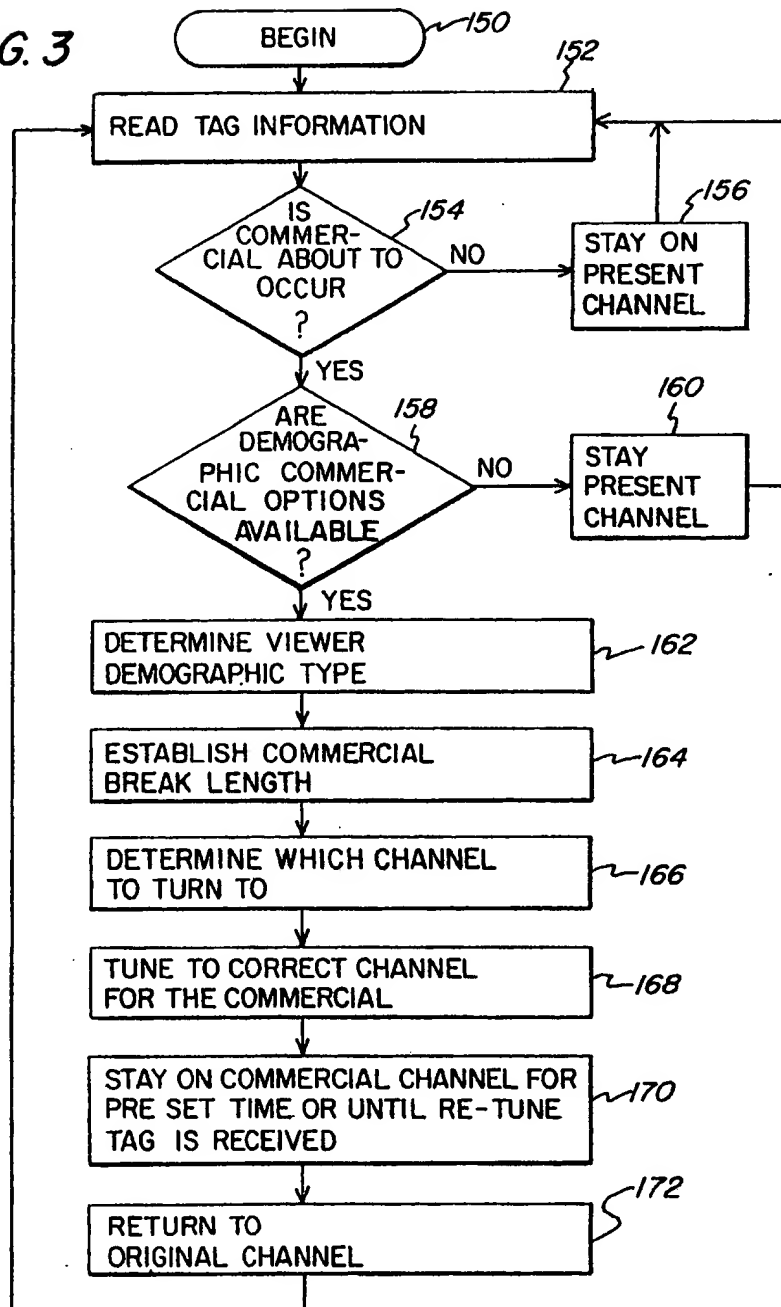 G. 3
BEGIN
150
152
READ TAG INFORMATION
IS
COMMER-
CIAL ABOUT TO
OCCUR
?
154
NO
156
STAY ON
PRESENT
CHANNEL
YES
ARE
DEMOGRA-
PHIC COMMER-
CIAL OPTIONS
AVAILABLE
?
158
NO
160
STAY
PRESENT
CHANNEL
YES
DETERMINE VIEWER
DEMOGRAPHIC TYPE
162
ESTABLISH COMMERCIAL
BREAK LENGTH
164
DETERMINE WHICH CHANNEL
TO TURN TO
166
TUNE TO CORRECT CHANNEL
FOR THE COMMERCIAL
168
STAY ON COMMERCIAL CHANNEL FOR
PRE SET TIME OR UNTIL RE-TUNE
TAG IS RECEIVED
170
172
RETURN TO
ORIGINAL CHANNEL